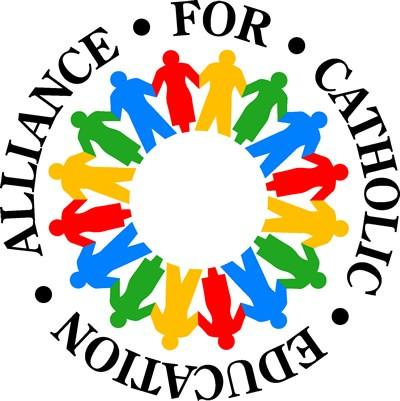 ALLIANCE • FOR • CATHOLIC • EDUCATION •